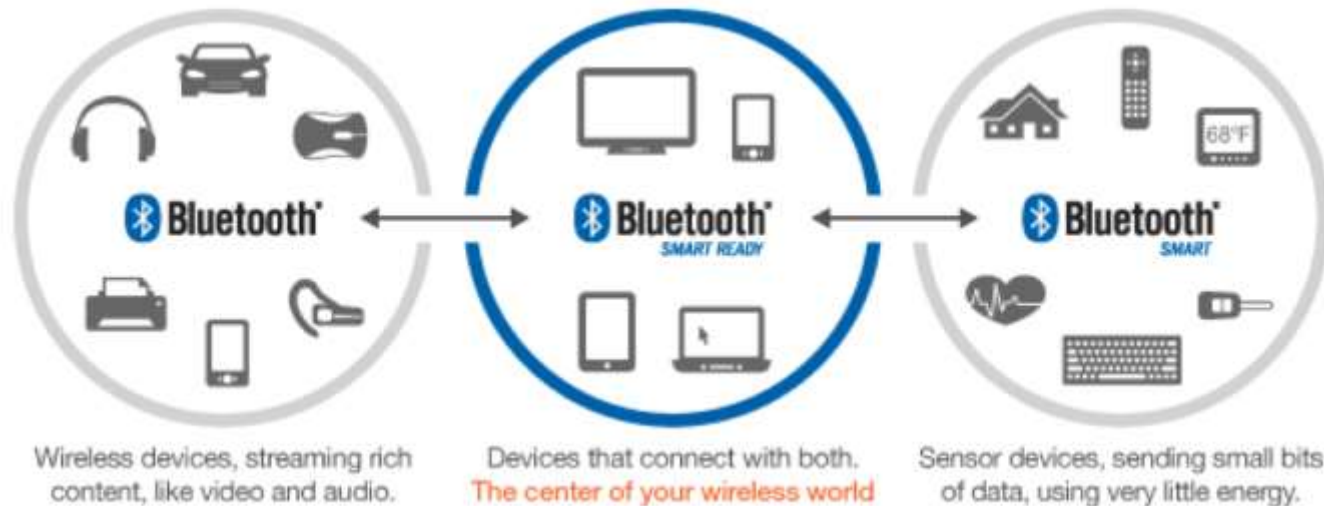 68°F
Bluetooth
Bluetooth
SMART READY
Bluetooth
SMART
Wireless devices, streaming rich
content, like video and audio.
Devices that connect with both.
The center of your wireless world
Sensor devices, sending small bits
of data, using very little energy.